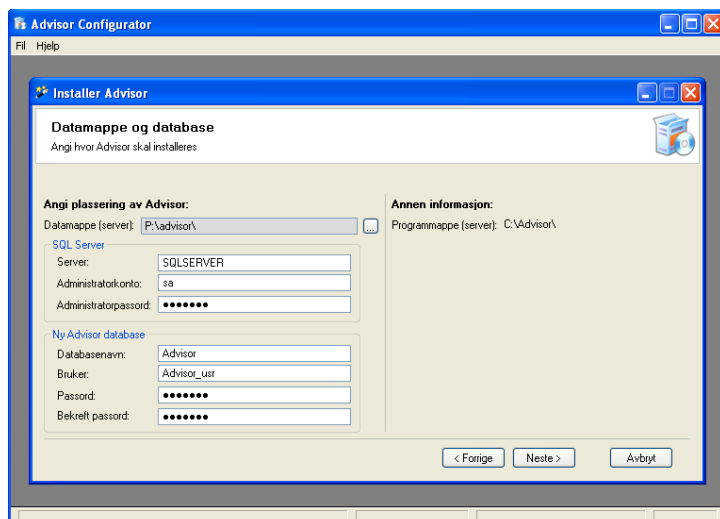 Advisor Configurator
Fil Hjelp
Installer Advisor
Datamappe og database
Angi hvor Advisor skal installeres
Angi plassering av Advisor:
Datamappe (server): P:\advisor\ ...
SQL Server
Server: SQLSERVER
Administratorkonto: sa
Administratorpassord: •••••••
Ny Advisor database
Databasenavn: Advisor
Bruker: Advisor_usr
Passord: •••••••
Bekreft passord: •••••••
Annen informasjon:
Programmappe (server): C:\Advisor\
< Forrige Neste > Avbryt